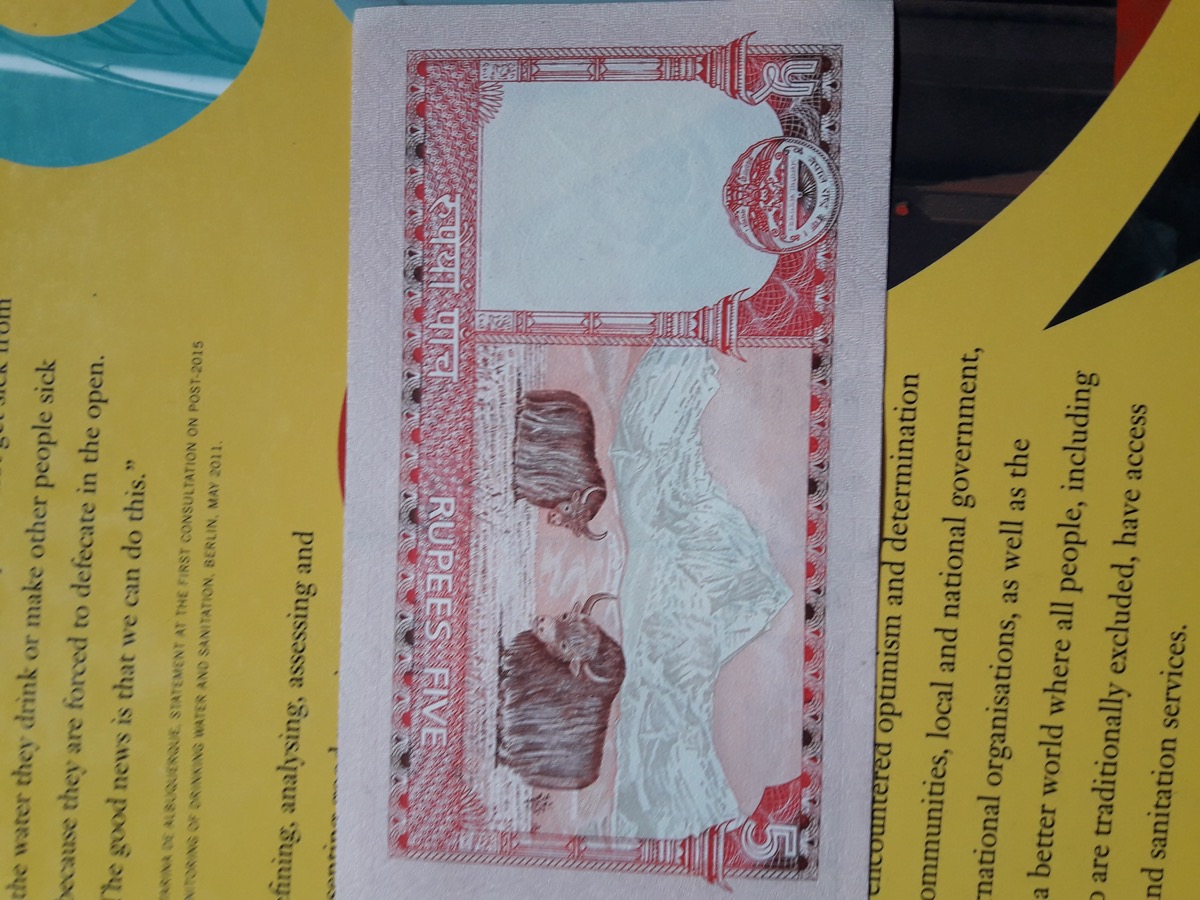 get sick from
the water they drink or make other people sick
because they are forced to defecate in the open.
The good news is that we can do this.”
DE ALBUQUERQUE, STATEMENT AT THE FIRST CONSULTATION ON POST-2015
OF DRINKING WATER AND SANITATION, BERLIN, MAY 2011.
efining, analysing, assessing and
good
रुपैयाँ पाँच RUPEES FIVE
५ 5
encountered optimism and determination
ommunities, local and national government,
rnational organisations, as well as the
a better world where all people, including
o are traditionally excluded, have access
nd sanitation services.